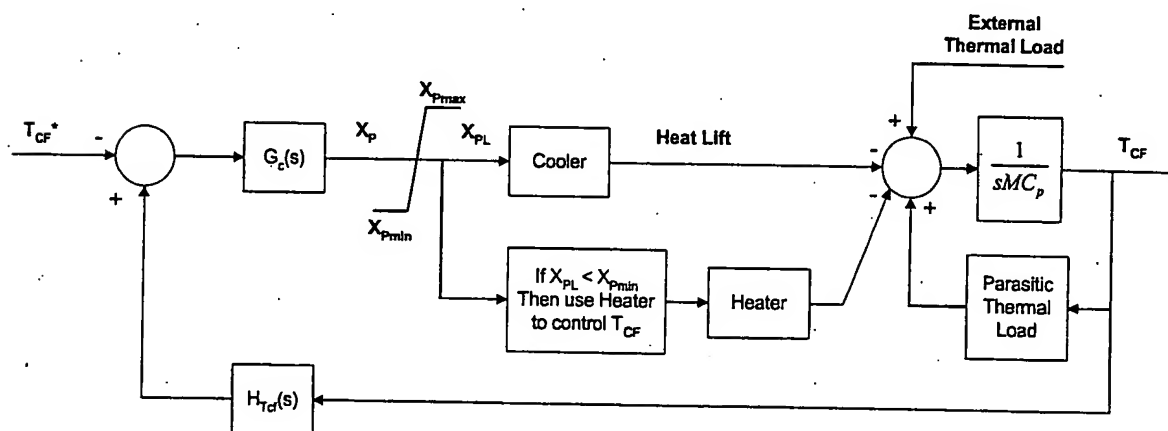 External
Thermal Load
X_Pmax
T_CF*
-
X_P
X_PL
Heat Lift
+
T_CF
G_c(s)
Cooler
-
1
sMC_p
+
-
+
X_Pmin
If X_PL < X_Pmin
Then use Heater
to control T_CF
Heater
Parasitic
Thermal
Load
H_Tcf(s)